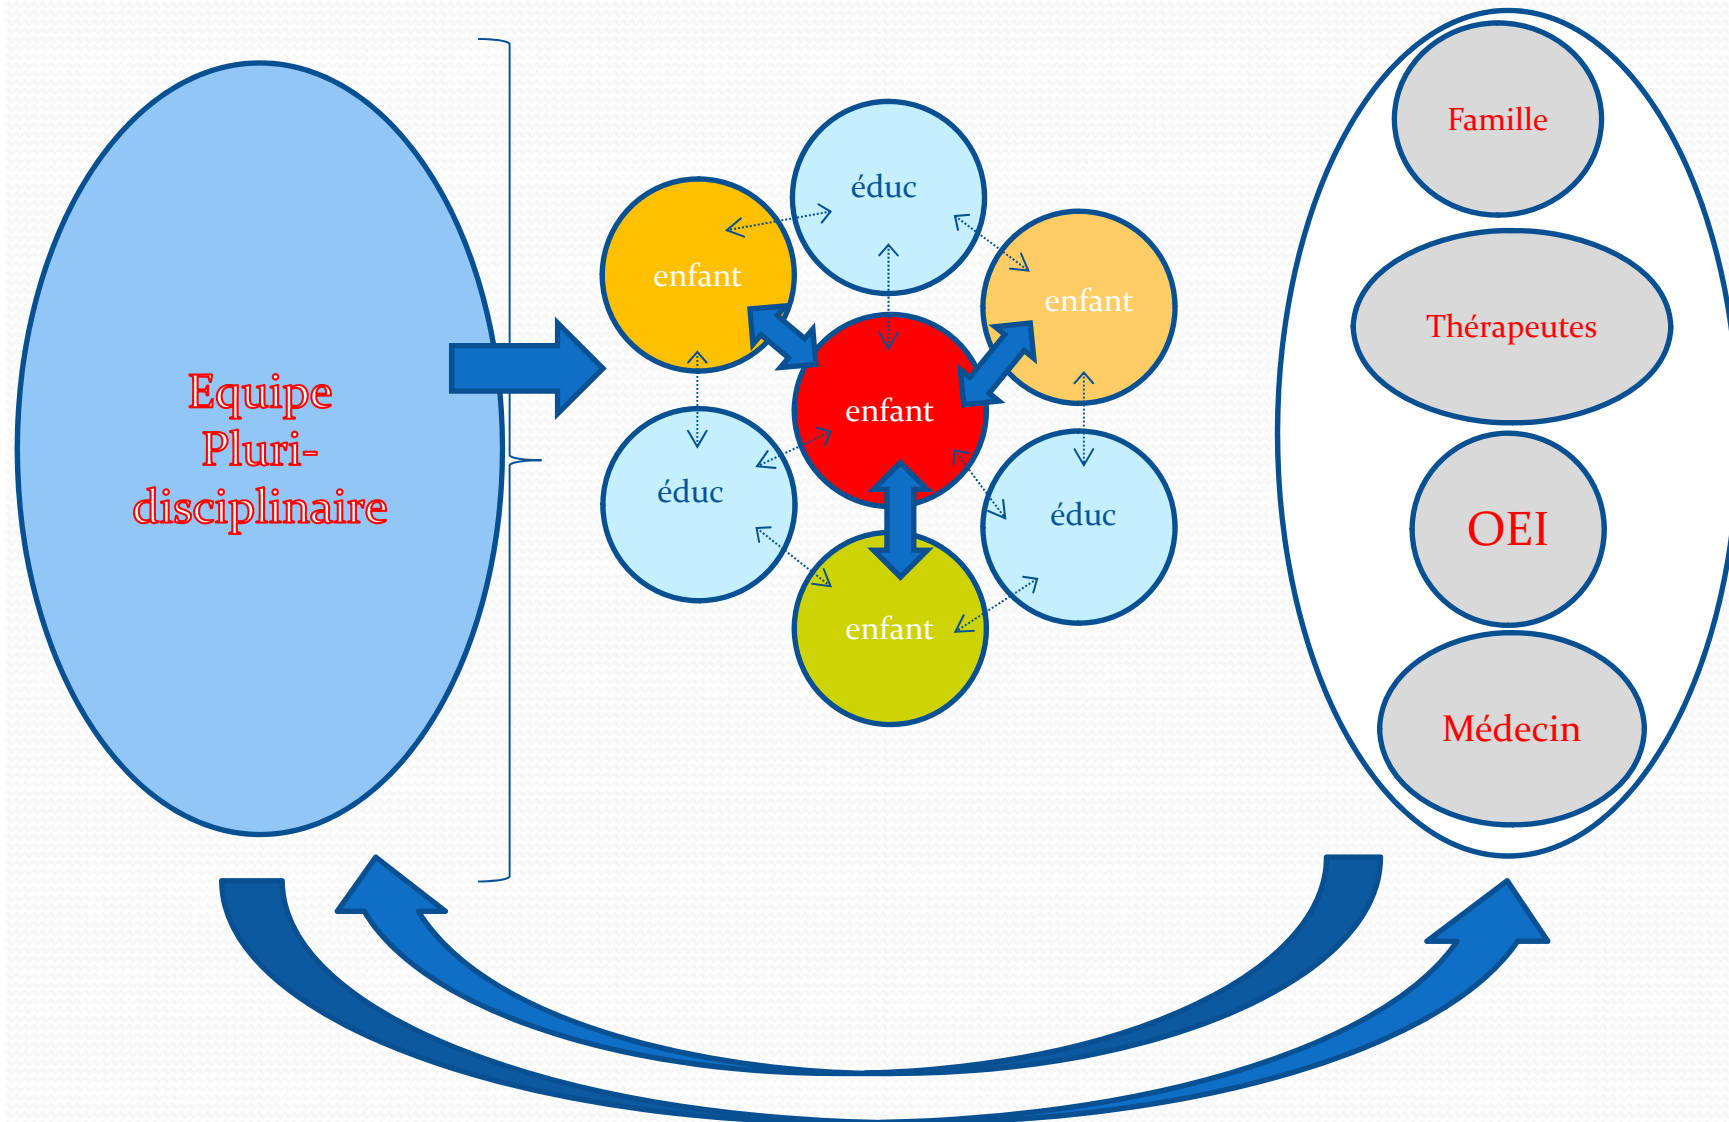 Equipe
Pluri-
disciplinaire
éduc
enfant
enfant
enfant
éduc
éduc
enfant
Famille
Thérapeutes
OEI
Médecin